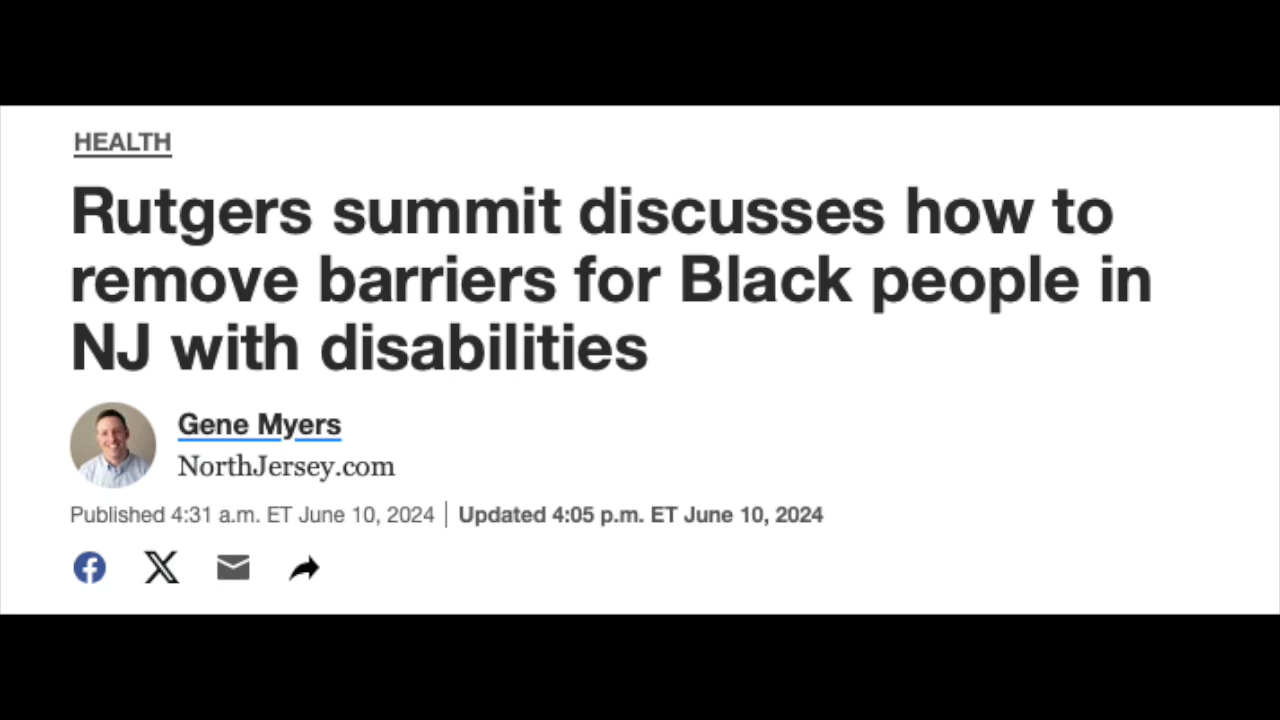 HEALTH
Rutgers summit discusses how to
remove barriers for Black people in
NJ with disabilities
Gene Myers
NorthJersey.com
Published 4:31 a.m. ET June 10, 2024 | Updated 4:05 p.m. ET June 10, 2024